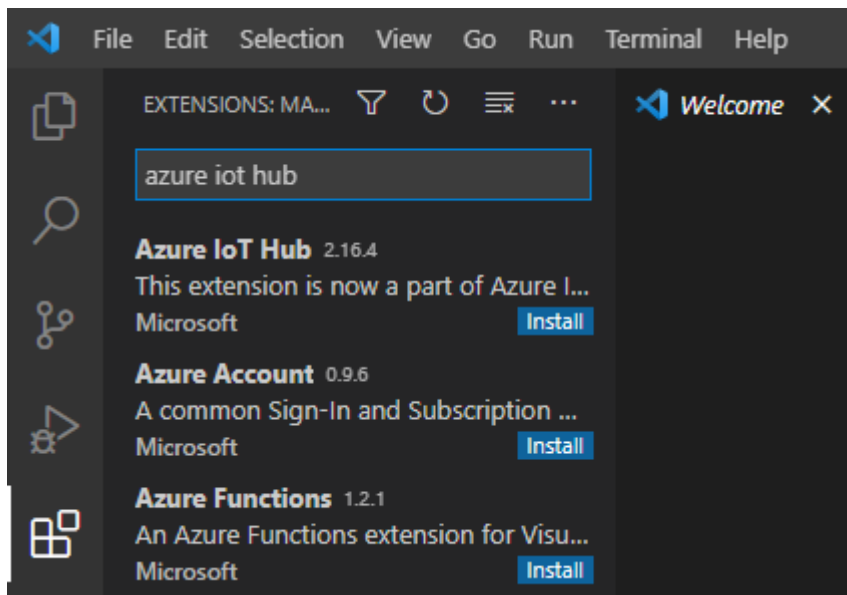 File Edit Selection View Go Run Terminal Help
EXTENSIONS: MA...
Welcome
azure iot hub
Azure IoT Hub 2.16.4
This extension is now a part of Azure I...
Microsoft Install
Azure Account 0.9.6
A common Sign-In and Subscription ...
Microsoft Install
Azure Functions 1.2.1
An Azure Functions extension for Visu...
Microsoft Install